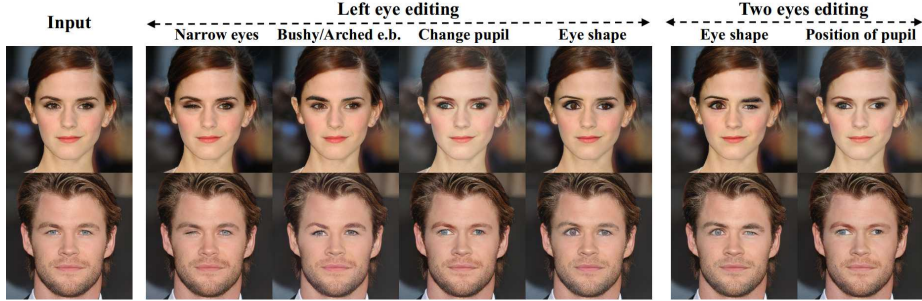 Input
Left eye editing
Two eyes editing
Narrow eyes
Bushy/Arched e.b.
Change pupil
Eye shape
Eye shape
Position of pupil